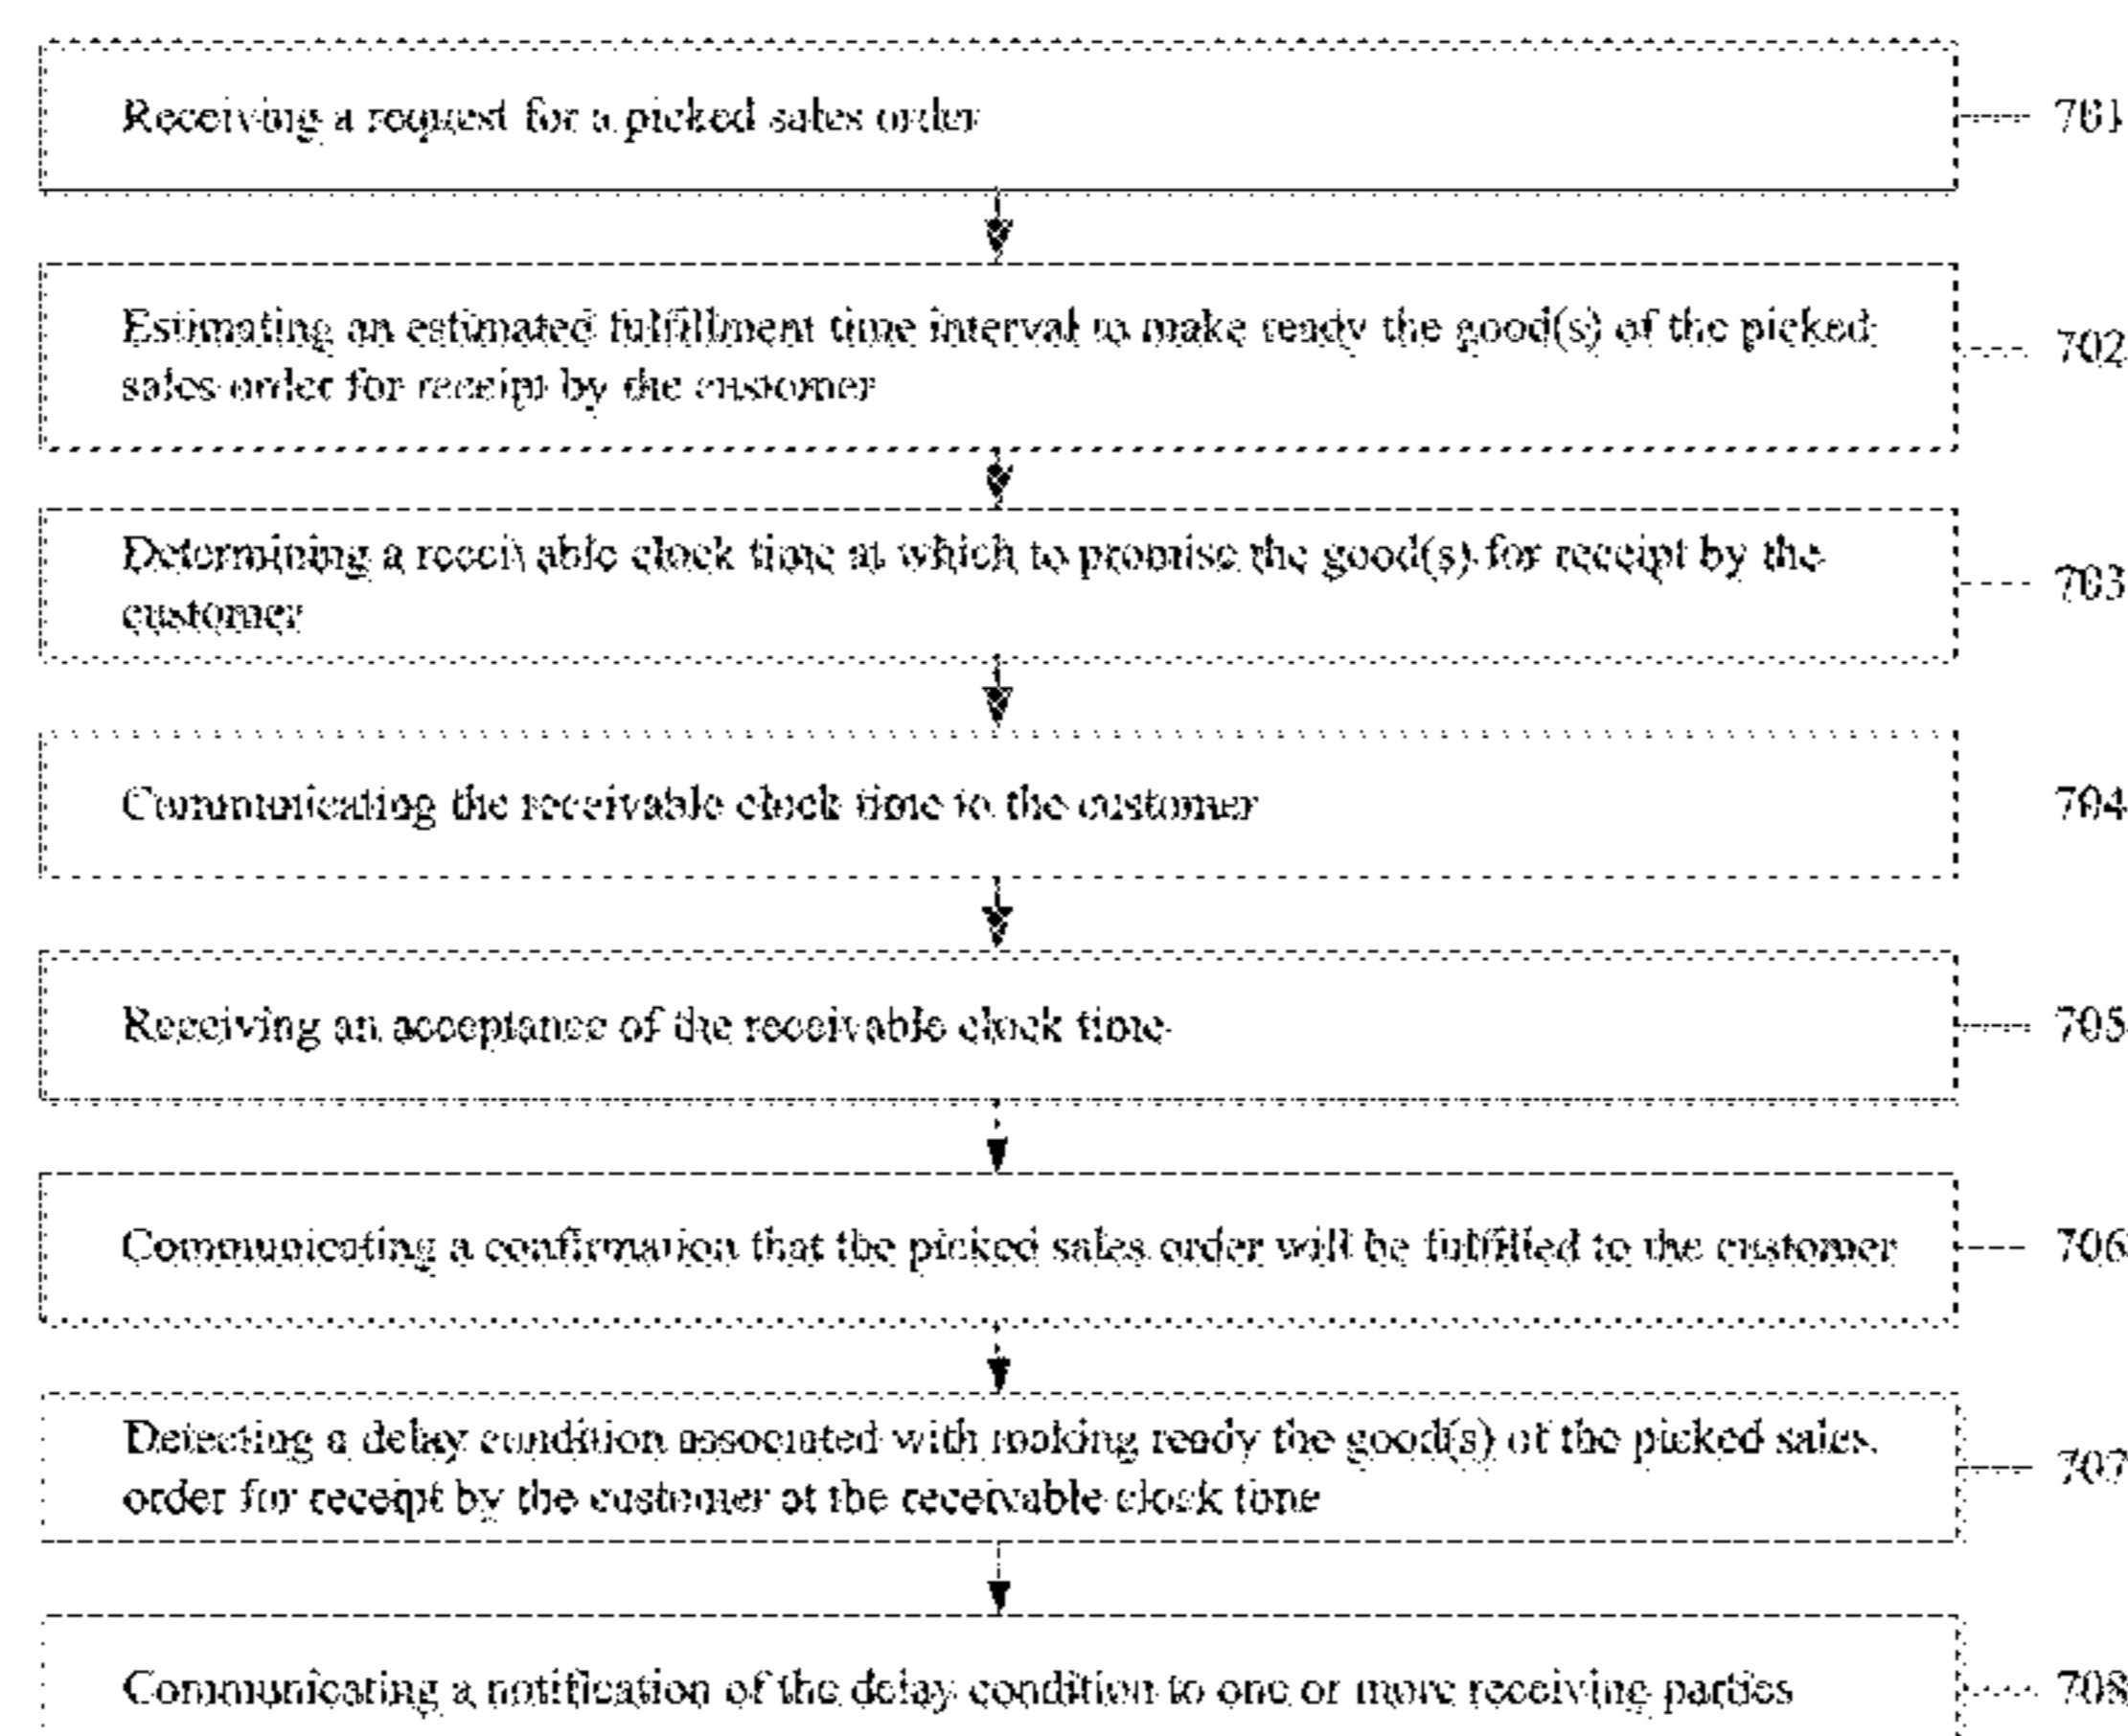 Receiving a request for a picked sales order
701
Estimating an estimated fulfillment time interval to make ready the good(s) of the picked
sales order for receipt by the customer
702
Determining a receivable clock time at which to promise the good(s) for receipt by the
customer
703
Communicating the receivable clock time to the customer
704
Receiving an acceptance of the receivable clock time
705
Communicating a confirmation that the picked sales order will be fulfilled to the customer
706
Detecting a delay condition associated with making ready the good(s) of the picked sales
order for receipt by the customer at the receivable clock time
707
Communicating a notification of the delay condition to one or more receiving parties
708